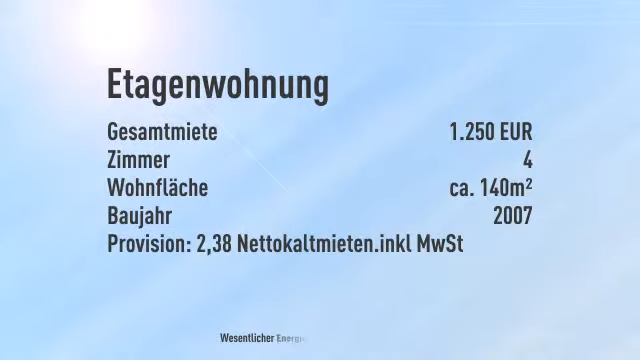 Etagenwohnung
Gesamtmiete 1.250 EUR
Zimmer 4
Wohnfläche ca. 140m²
Baujahr 2007
Provision: 2,38 Nettokaltmieten.inkl MwSt
Wesentlicher Energie